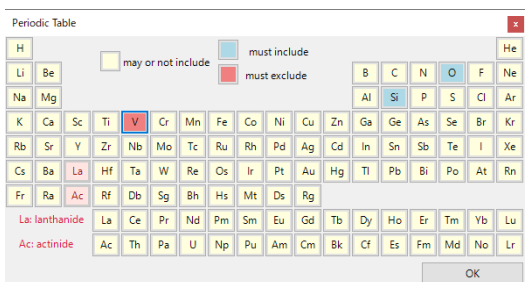 Periodic Table x
H may or not include must include He
Li Be must exclude B C N O F Ne
Na Mg Al Si P S Cl Ar
K Ca Sc Ti V Cr Mn Fe Co Ni Cu Zn Ga Ge As Se Br Kr
Rb Sr Y Zr Nb Mo Tc Ru Rh Pd Ag Cd In Sn Sb Te I Xe
Cs Ba La Hf Ta W Re Os Ir Pt Au Hg Tl Pb Bi Po At Rn
Fr Ra Ac Rf Db Sg Bh Hs Mt Ds Rg
La: lanthanide La Ce Pr Nd Pm Sm Eu Gd Tb Dy Ho Er Tm Yb Lu
Ac: actinide Ac Th Pa U Np Pu Am Cm Bk Cf Es Fm Md No Lr
OK